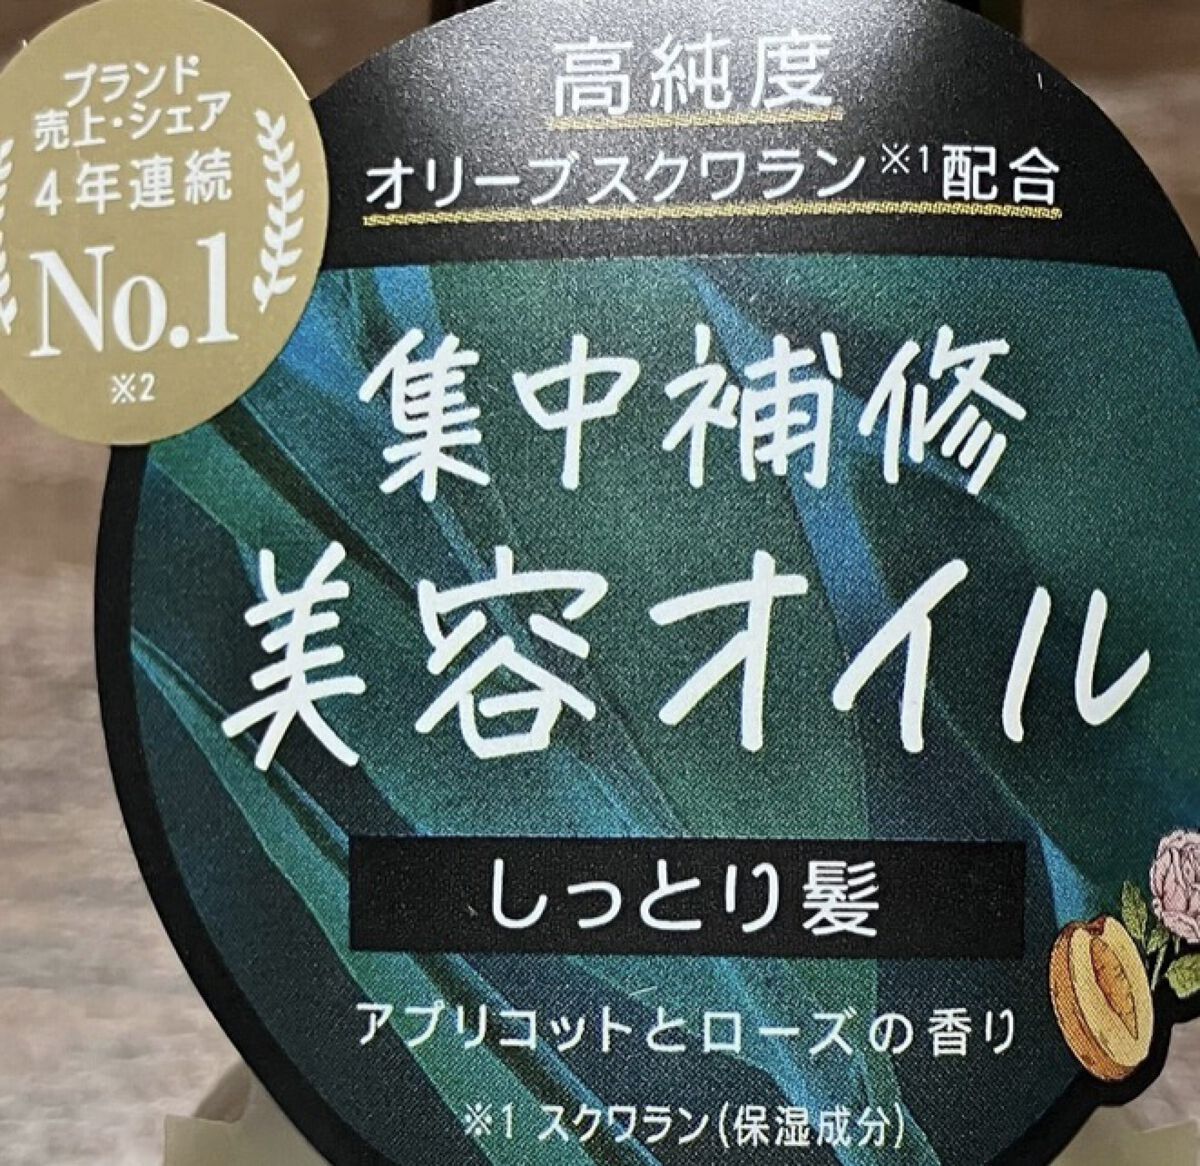 ブランド
売上・シェア
4年連続
No.1
※2
高純度
オリーブスクワラン※1配合
集中補修
美容オイル
しっとり髪
アプリコットとローズの香り
※1 スクワラン(保湿成分)